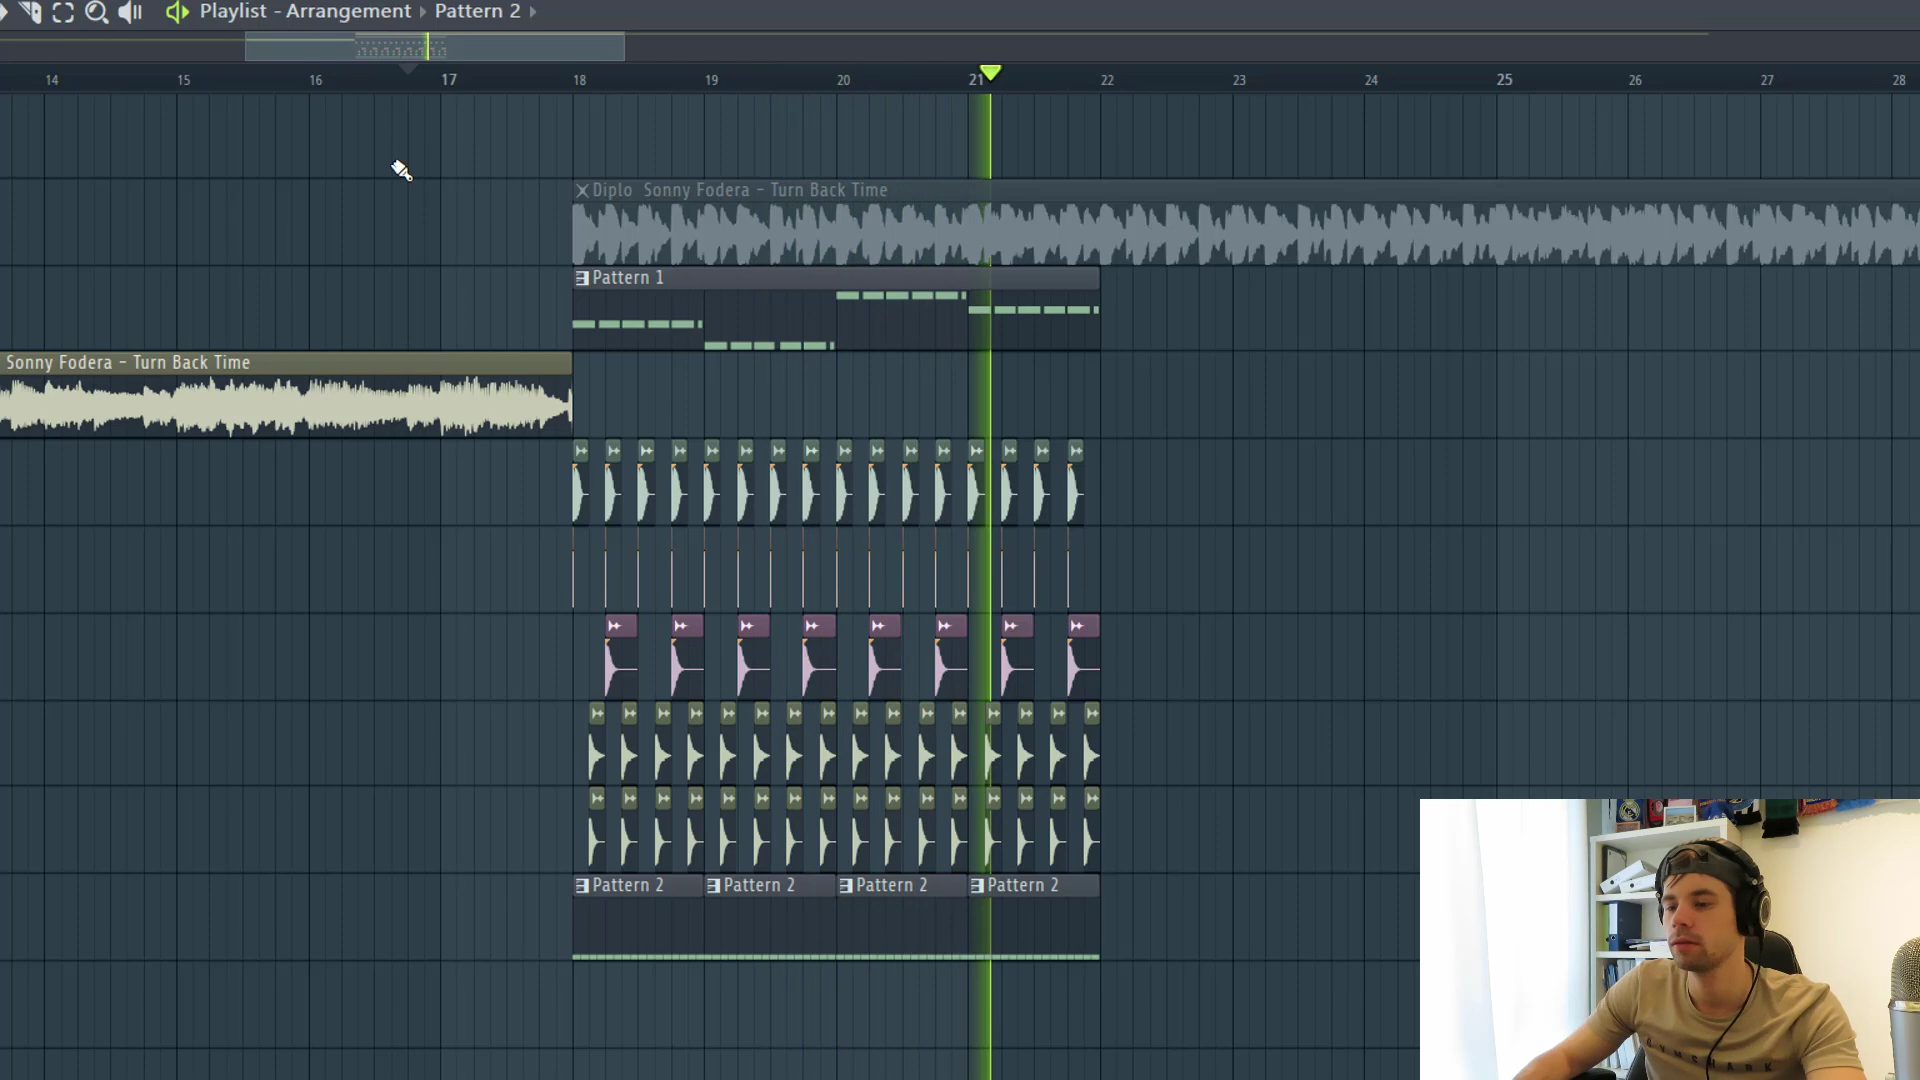 Playlist - Arrangement Pattern 2
14 15 16 17 18 19 20 21 22 23 24 25 26 27 28
Diplo Sonny Fodera - Turn Back Time
Pattern 1
Sonny Fodera - Turn Back Time
Pattern 2 Pattern 2 Pattern 2 Pattern 2
GYMSHARK